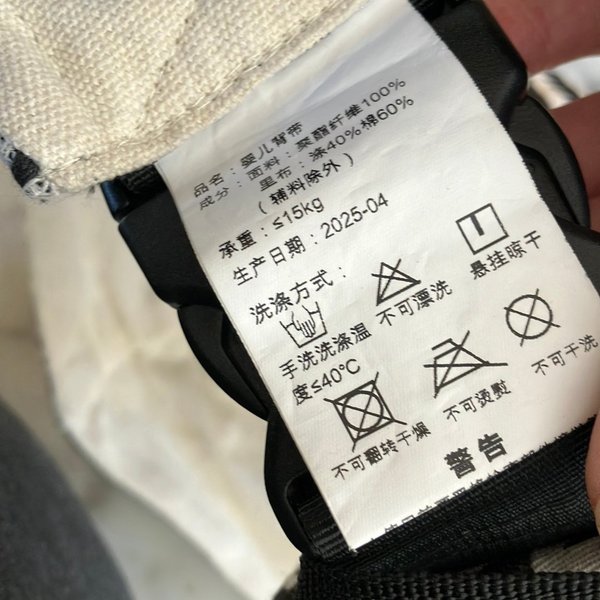 品名：婴儿背带
成分：面料：聚酯纤维100%
里布：涤40%棉60%
（辅料除外）
承重：≤15kg
生产日期：2025-04
洗涤方式：
手洗洗涤温
度≤40℃
不可漂洗
悬挂晾干
不可翻转干燥
不可烫熨
不可干洗
警告